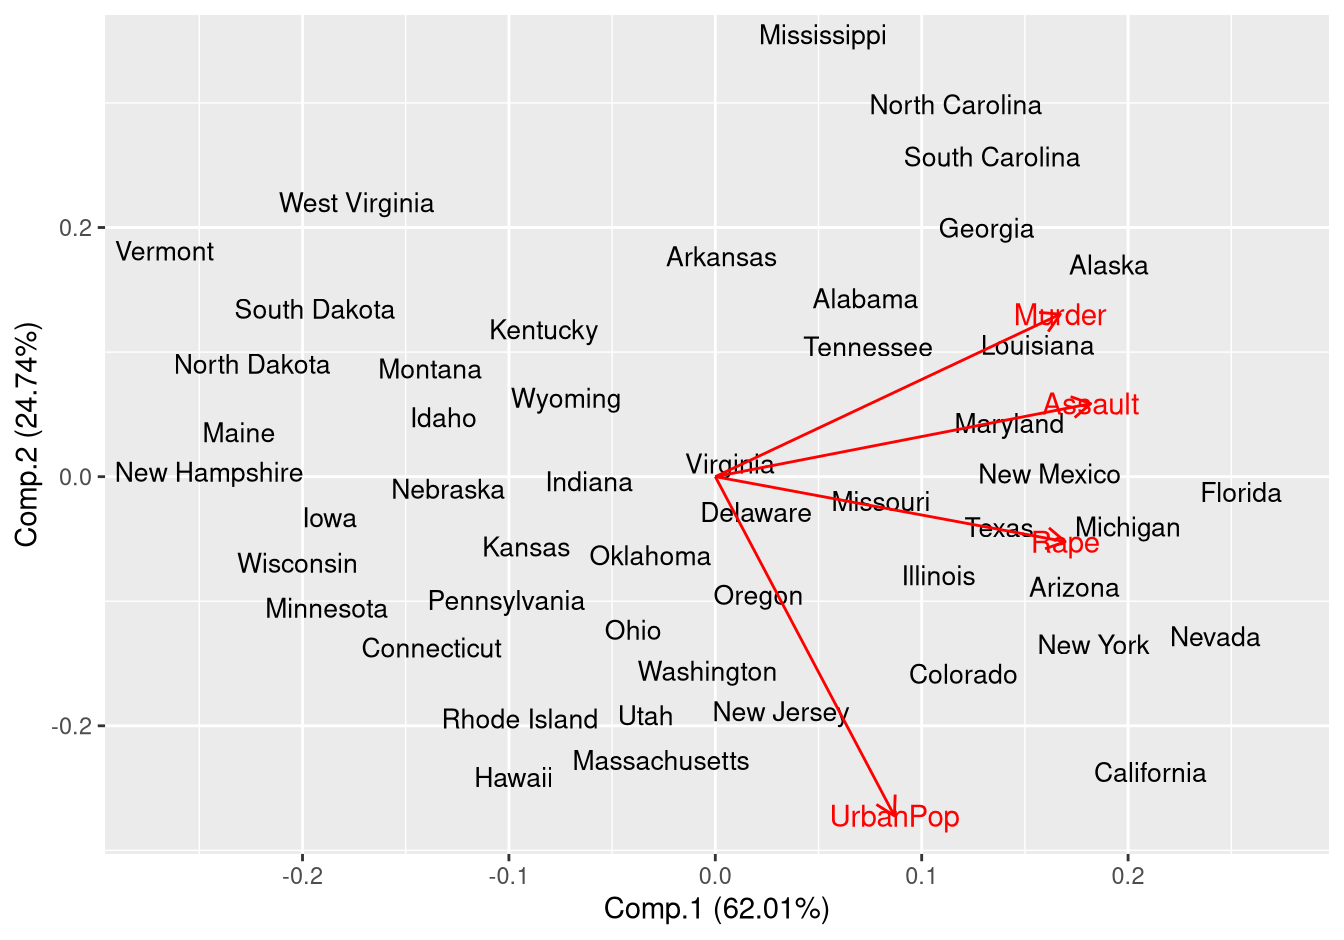 Mississippi
North Carolina
South Carolina
West Virginia
0.2
Georgia
Vermont
Arkansas
Alaska
Alabama
South Dakota
Murder
Kentucky
Tennessee
Louisiana
North Dakota
Montana
Wyoming
Assault
Idaho
Maryland
Maine
Comp.2 (24.74%)
Virginia
New Hampshire
0.0
New Mexico
Indiana
Nebraska
Florida
Missouri
Delaware
Iowa
Texas
Michigan
Rape
Kansas
Oklahoma
Wisconsin
Illinois
Arizona
Oregon
Pennsylvania
Minnesota
Ohio
Nevada
New York
Connecticut
Washington
Colorado
New Jersey
Utah
Rhode Island
-0.2
Massachusetts
California
Hawaii
UrbanPop
-0.2 -0.1 0.0 0.1 0.2
Comp.1 (62.01%)